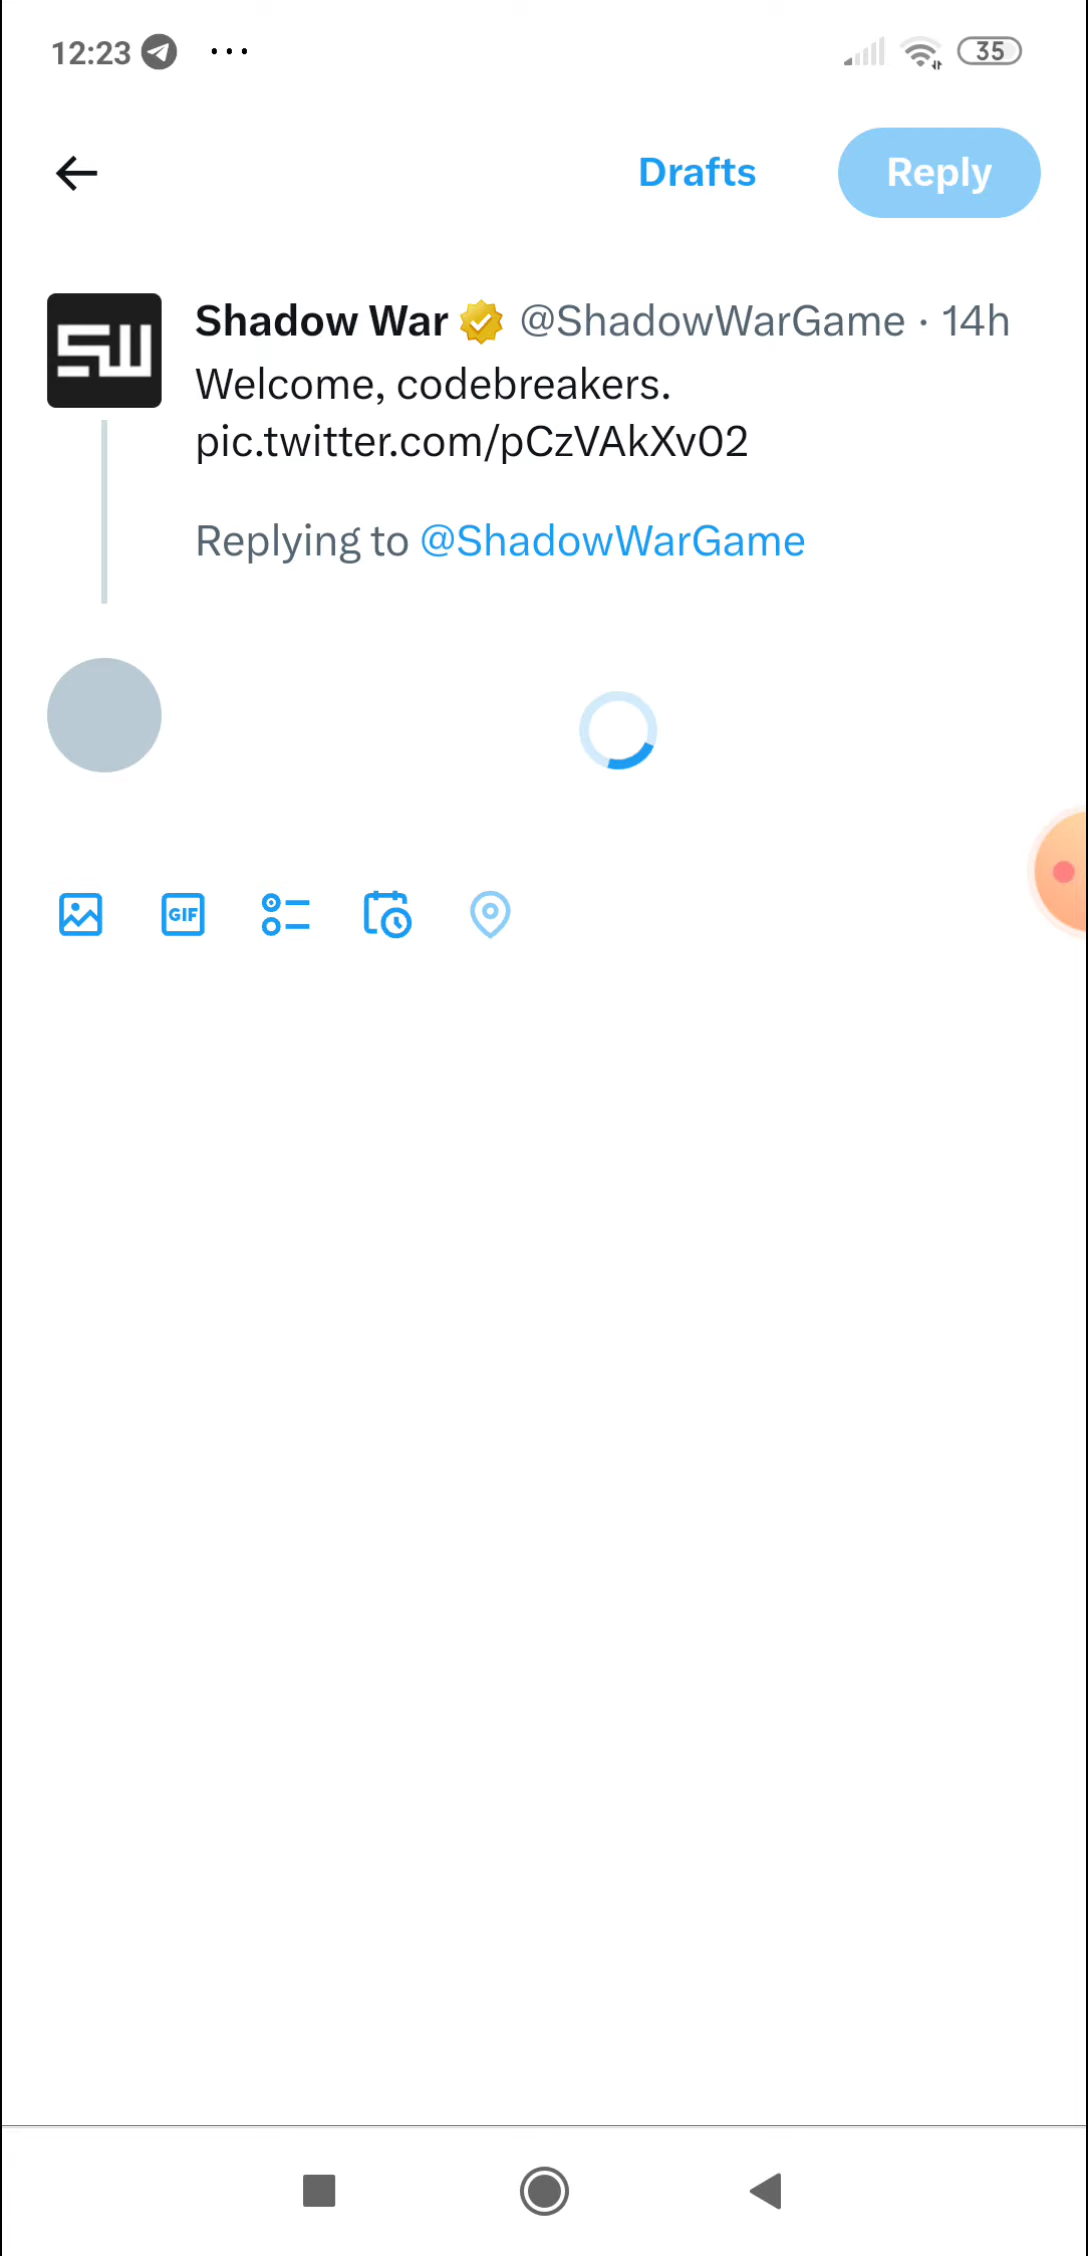 12:23 ... 35
Drafts Reply
SW Shadow War @ShadowWarGame · 14h
Welcome, codebreakers.
pic.twitter.com/pCzVAkXv02
Replying to @ShadowWarGame
GIF